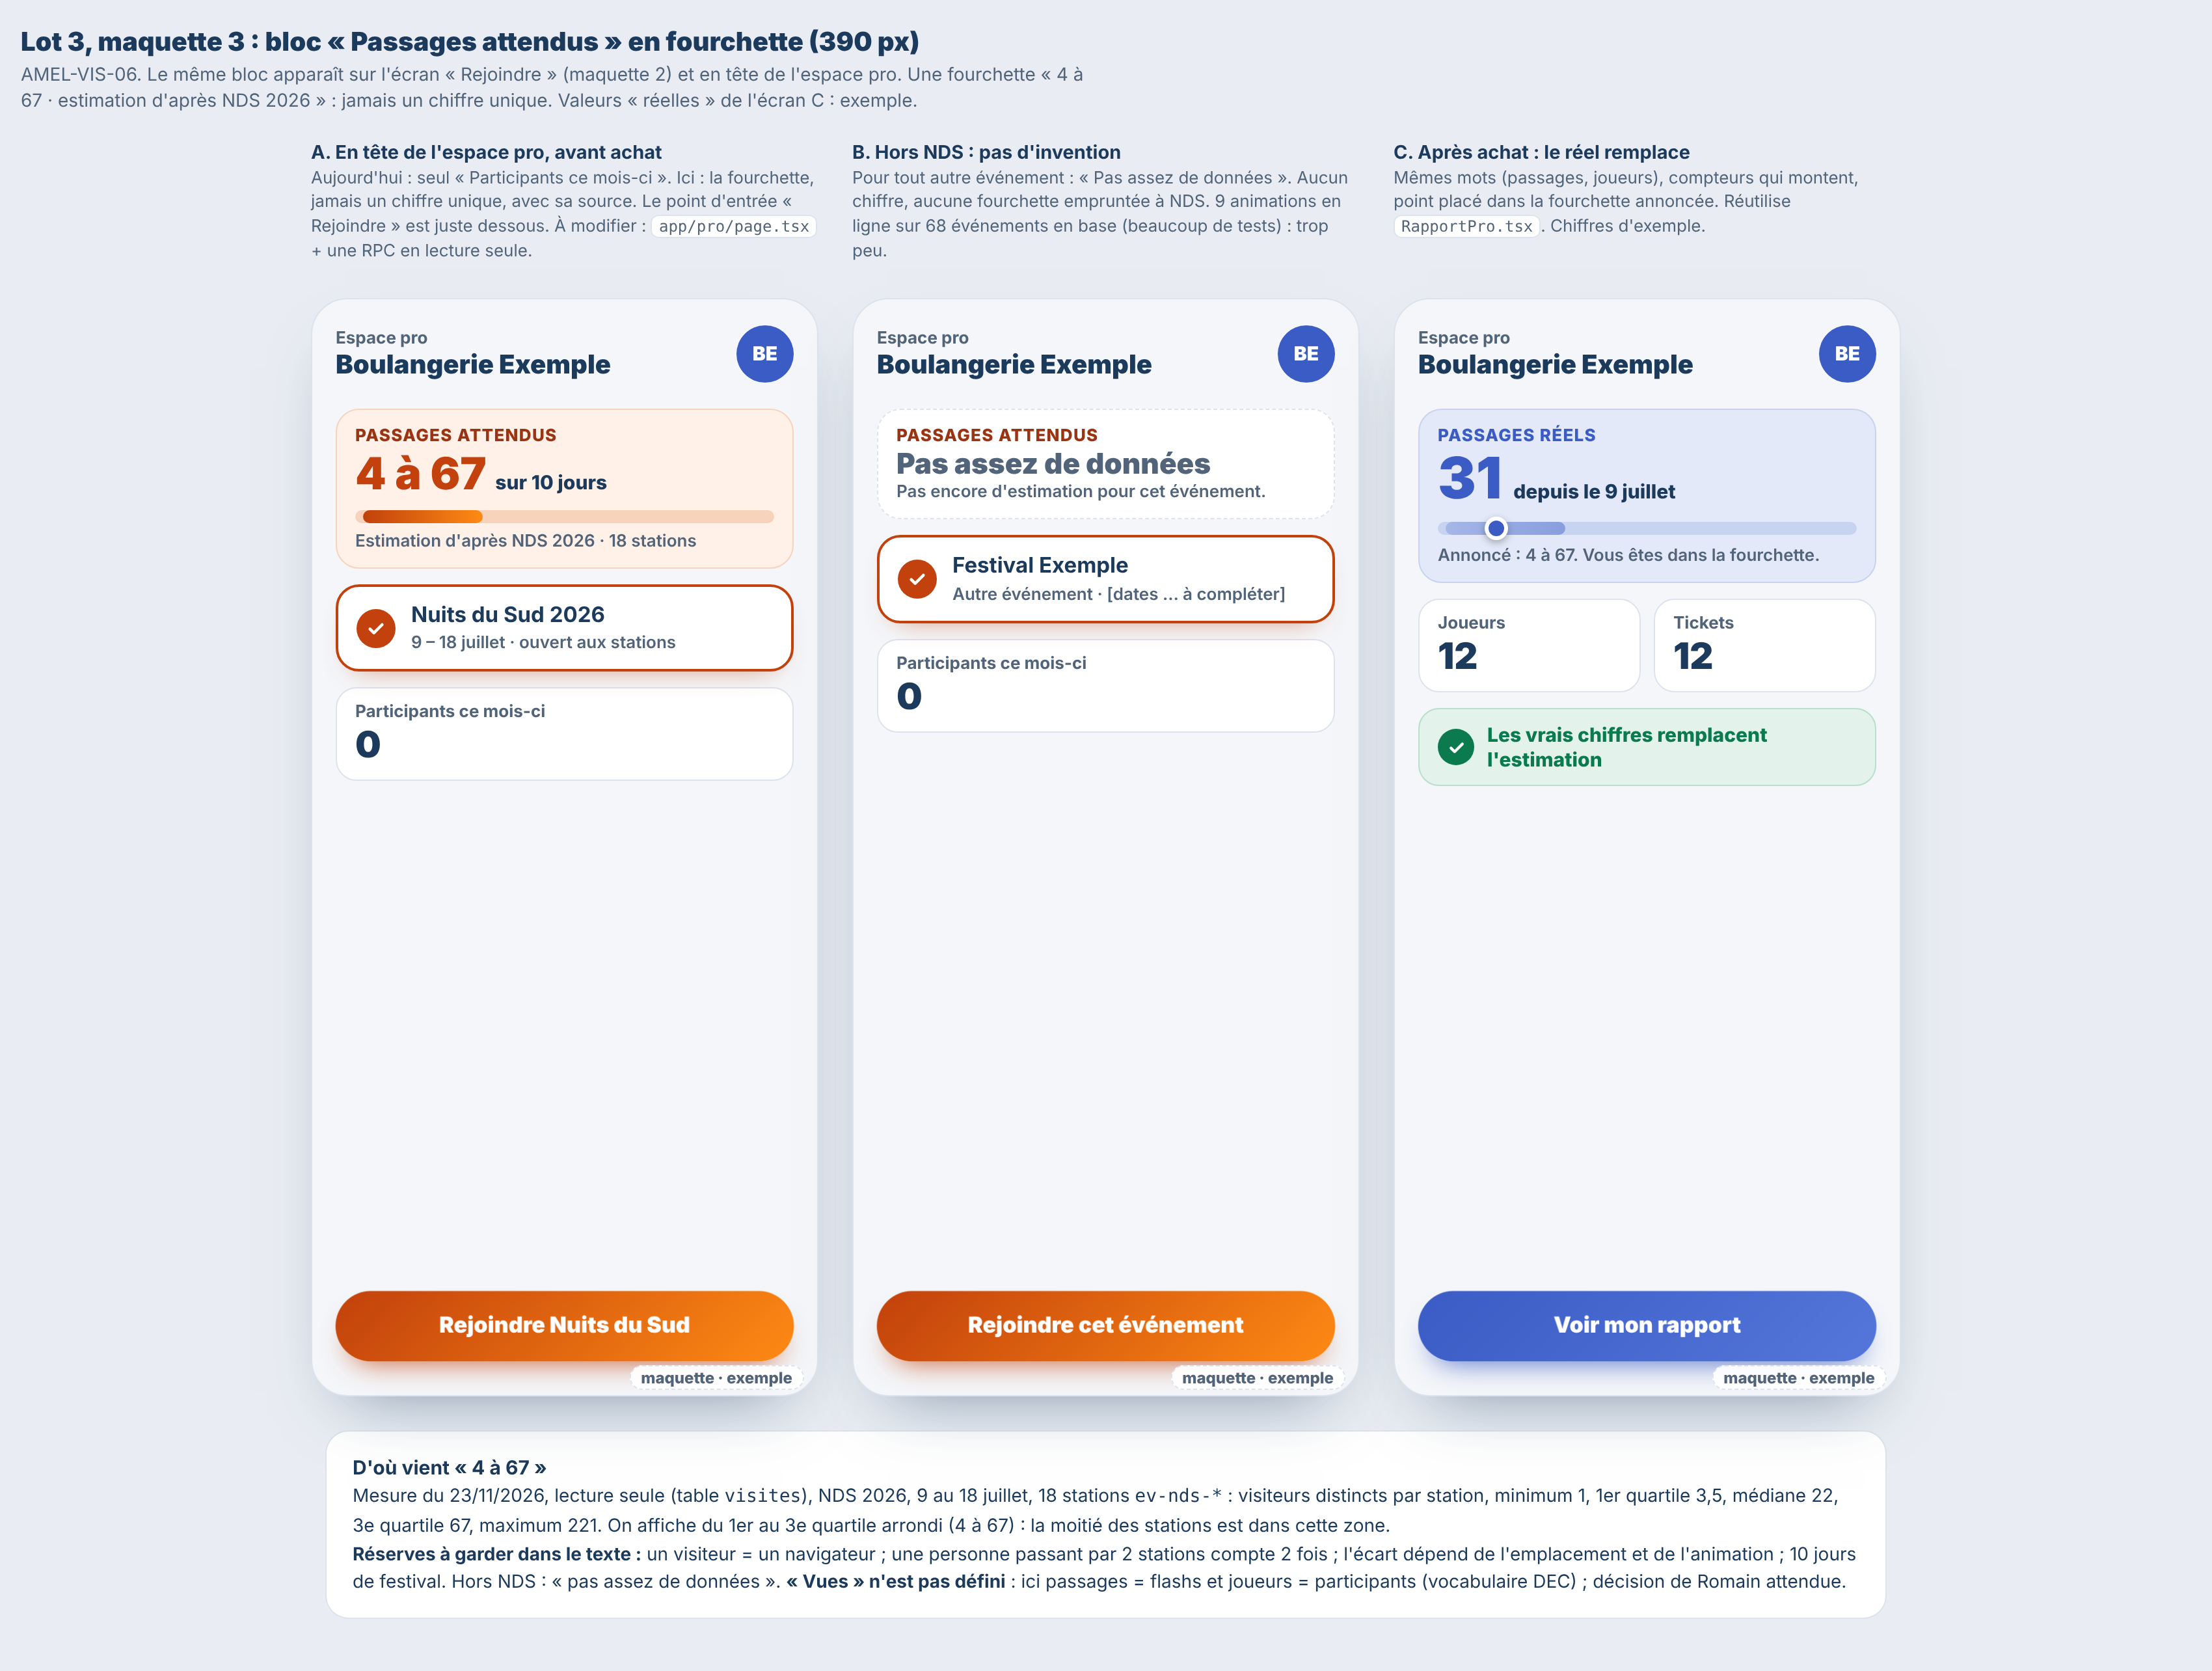 Lot 3, maquette 3 : bloc « Passages attendus » en fourchette (390 px)
AMEL-VIS-06. Le même bloc apparaît sur l'écran « Rejoindre » (maquette 2) et en tête de l'espace pro. Une fourchette « 4 à
67 · estimation d'après NDS 2026 » : jamais un chiffre unique. Valeurs « réelles » de l'écran C : exemple.
A. En tête de l'espace pro, avant achat
Aujourd'hui : seul « Participants ce mois-ci ». Ici : la fourchette,
jamais un chiffre unique, avec sa source. Le point d'entrée «
Rejoindre » est juste dessous. À modifier : app/pro/page.tsx
+ une RPC en lecture seule.
Espace pro
Boulangerie Exemple
BE
PASSAGES ATTENDUS
4 à 67 sur 10 jours
Estimation d'après NDS 2026 · 18 stations
Nuits du Sud 2026
9 – 18 juillet · ouvert aux stations
Participants ce mois-ci
0
Rejoindre Nuits du Sud
maquette · exemple
B. Hors NDS : pas d'invention
Pour tout autre événement : « Pas assez de données ». Aucun
chiffre, aucune fourchette empruntée à NDS. 9 animations en
ligne sur 68 événements en base (beaucoup de tests) : trop
peu.
Espace pro
Boulangerie Exemple
BE
PASSAGES ATTENDUS
Pas assez de données
Pas encore d'estimation pour cet événement.
Festival Exemple
Autre événement · [dates ... à compléter]
Participants ce mois-ci
0
Rejoindre cet événement
maquette · exemple
C. Après achat : le réel remplace
Mêmes mots (passages, joueurs), compteurs qui montent,
point placé dans la fourchette annoncée. Réutilise
RapportPro.tsx . Chiffres d'exemple.
Espace pro
Boulangerie Exemple
BE
PASSAGES RÉELS
31 depuis le 9 juillet
Annoncé : 4 à 67. Vous êtes dans la fourchette.
Joueurs
12
Tickets
12
Les vrais chiffres remplacent
l'estimation
Voir mon rapport
maquette · exemple
D'où vient « 4 à 67 »
Mesure du 23/11/2026, lecture seule (table visites), NDS 2026, 9 au 18 juillet, 18 stations ev-nds-* : visiteurs distincts par station, minimum 1, 1er quartile 3,5, médiane 22,
3e quartile 67, maximum 221. On affiche du 1er au 3e quartile arrondi (4 à 67) : la moitié des stations est dans cette zone.
Réserves à garder dans le texte : un visiteur = un navigateur ; une personne passant par 2 stations compte 2 fois ; l'écart dépend de l'emplacement et de l'animation ; 10 jours
de festival. Hors NDS : « pas assez de données ». « Vues » n'est pas défini : ici passages = flashs et joueurs = participants (vocabulaire DEC) ; décision de Romain attendue.